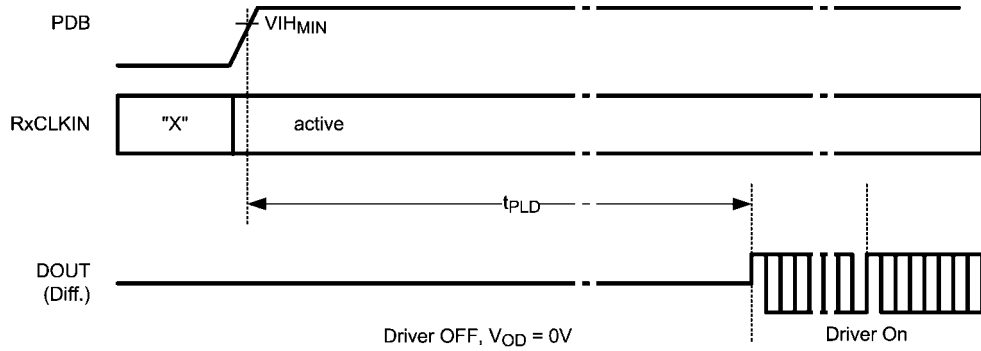 PDB
VIHMIN
RxCLKIN
"X"
active
tPLD
DOUT
(Diff.)
Driver OFF, VOD = 0V
Driver On